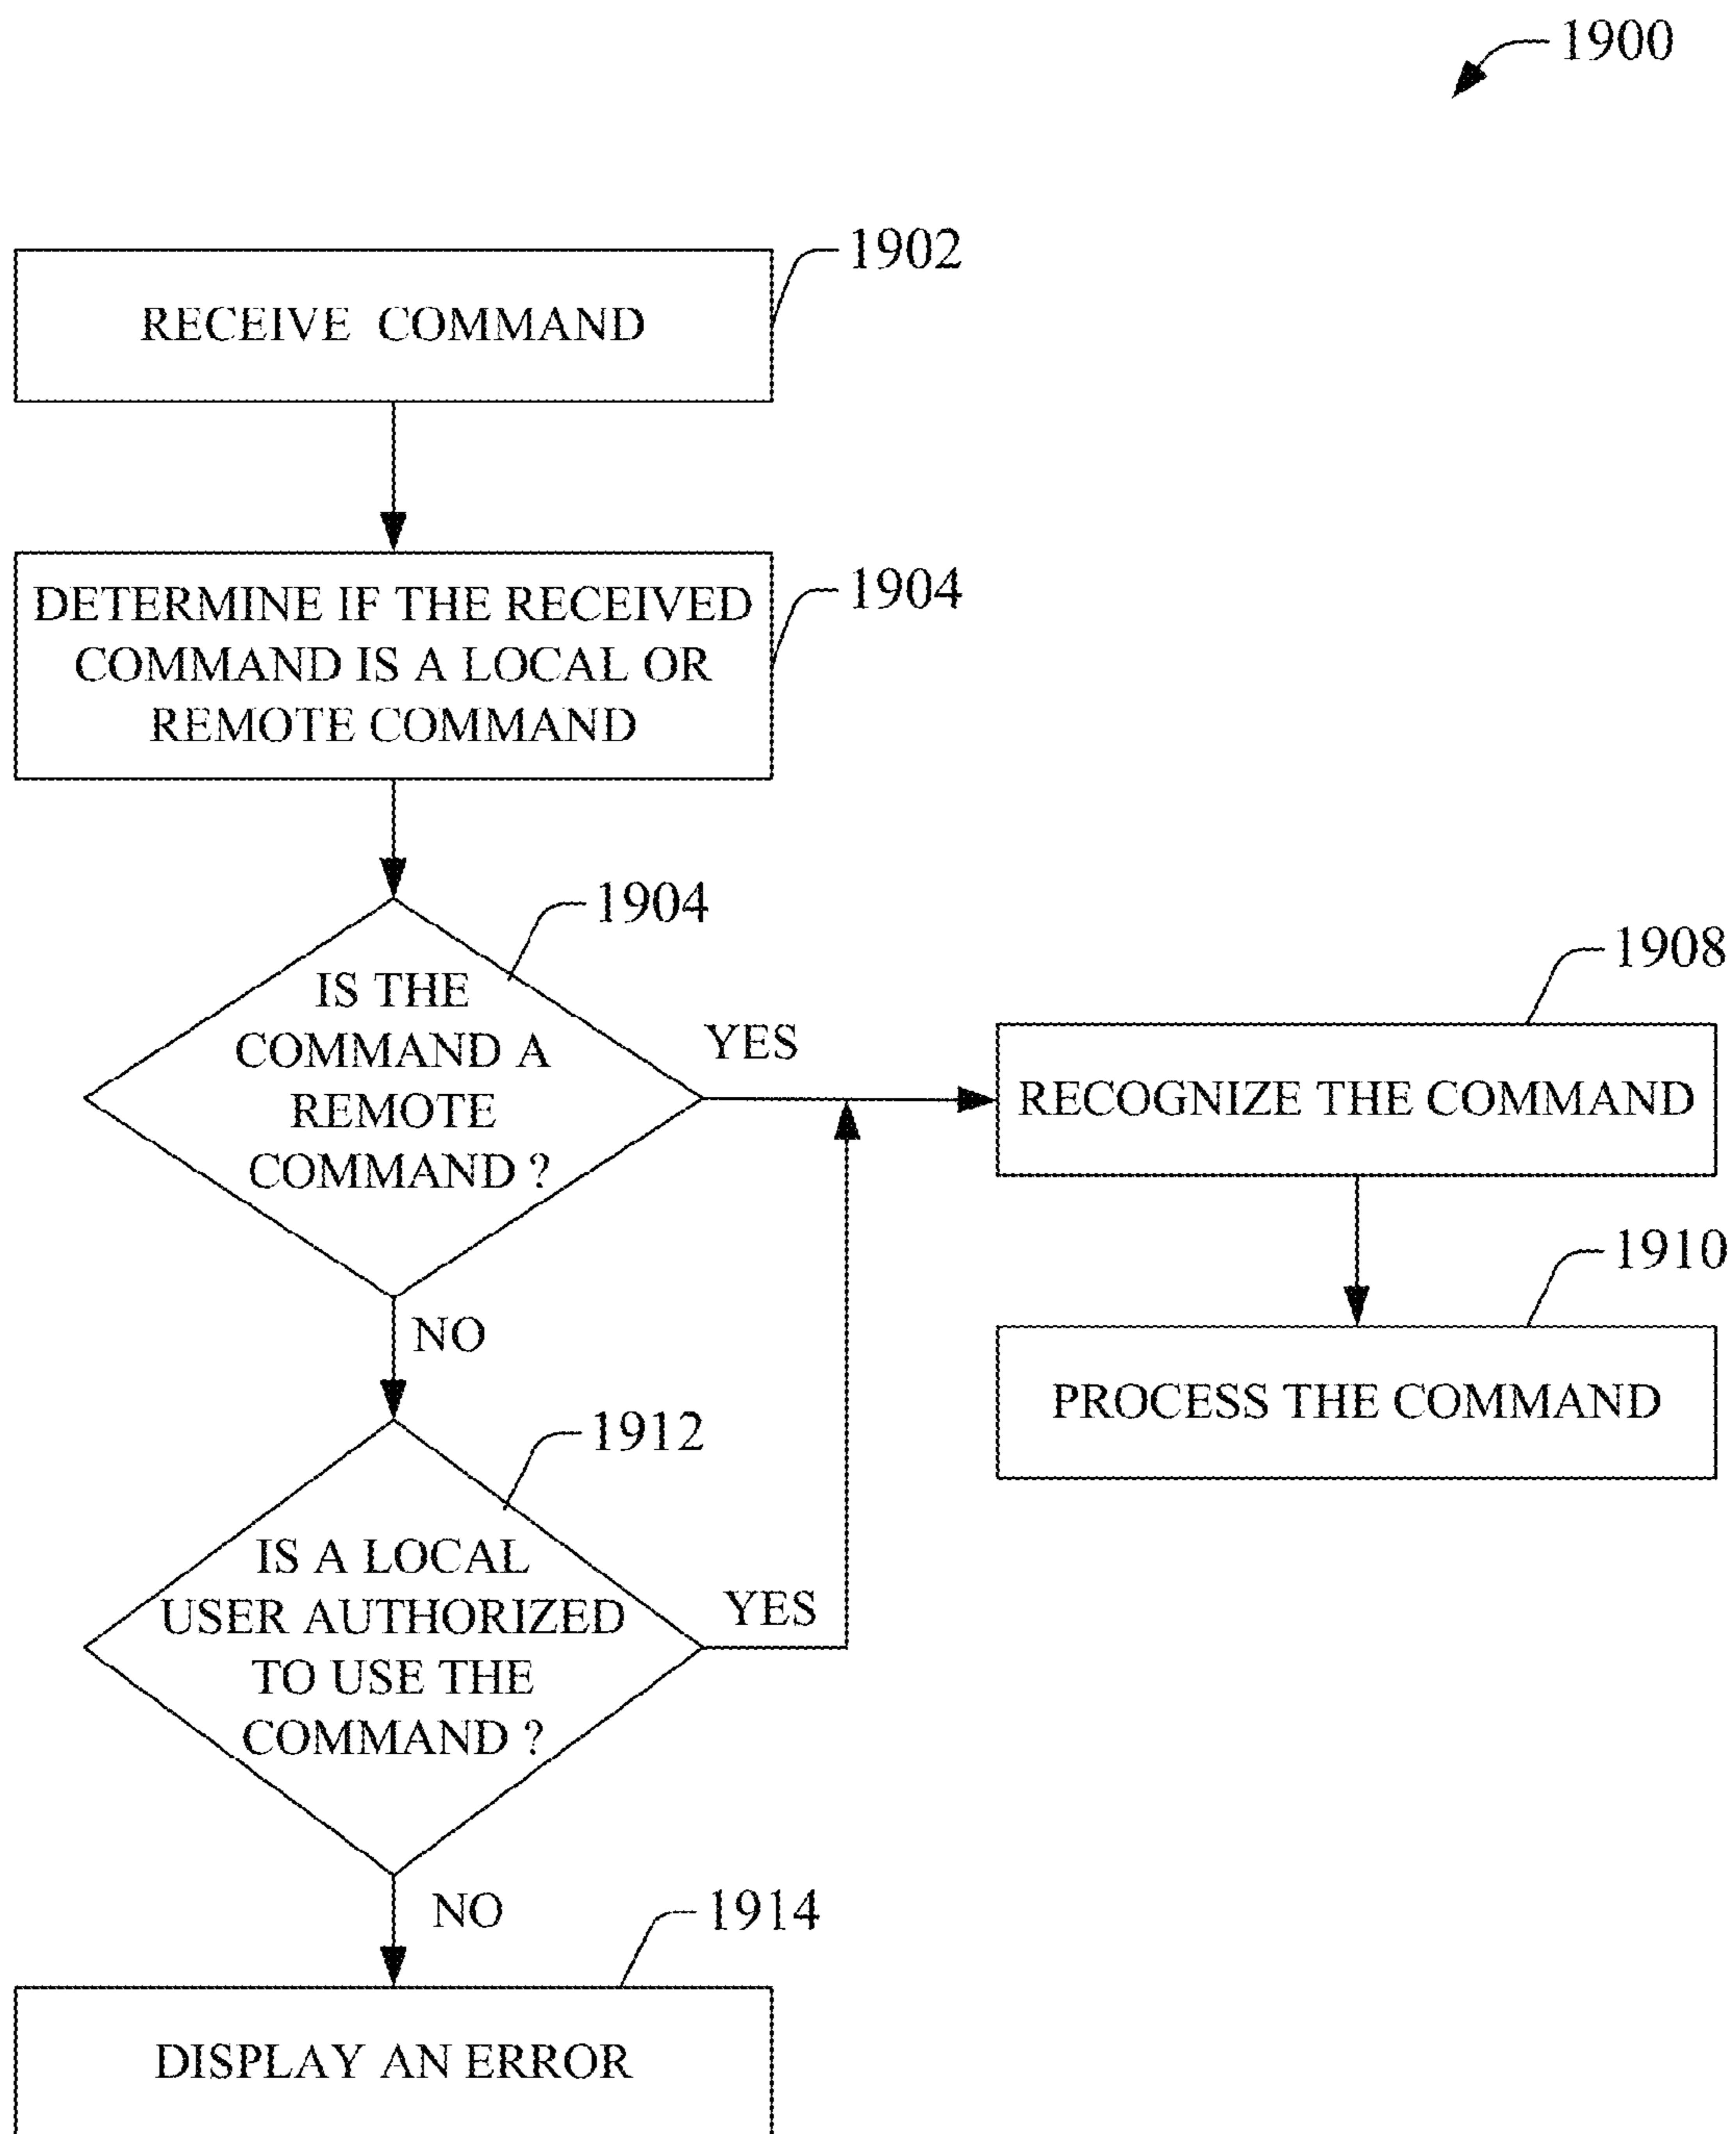 1900
1902
RECEIVE COMMAND
1904
DETERMINE IF THE RECEIVED
COMMAND IS A LOCAL OR
REMOTE COMMAND
1904
IS THE
COMMAND A
REMOTE
COMMAND ?
YES
1908
RECOGNIZE THE COMMAND
1910
PROCESS THE COMMAND
NO
1912
IS A LOCAL
USER AUTHORIZED
TO USE THE
COMMAND ?
YES
NO
1914
DISPLAY AN ERROR